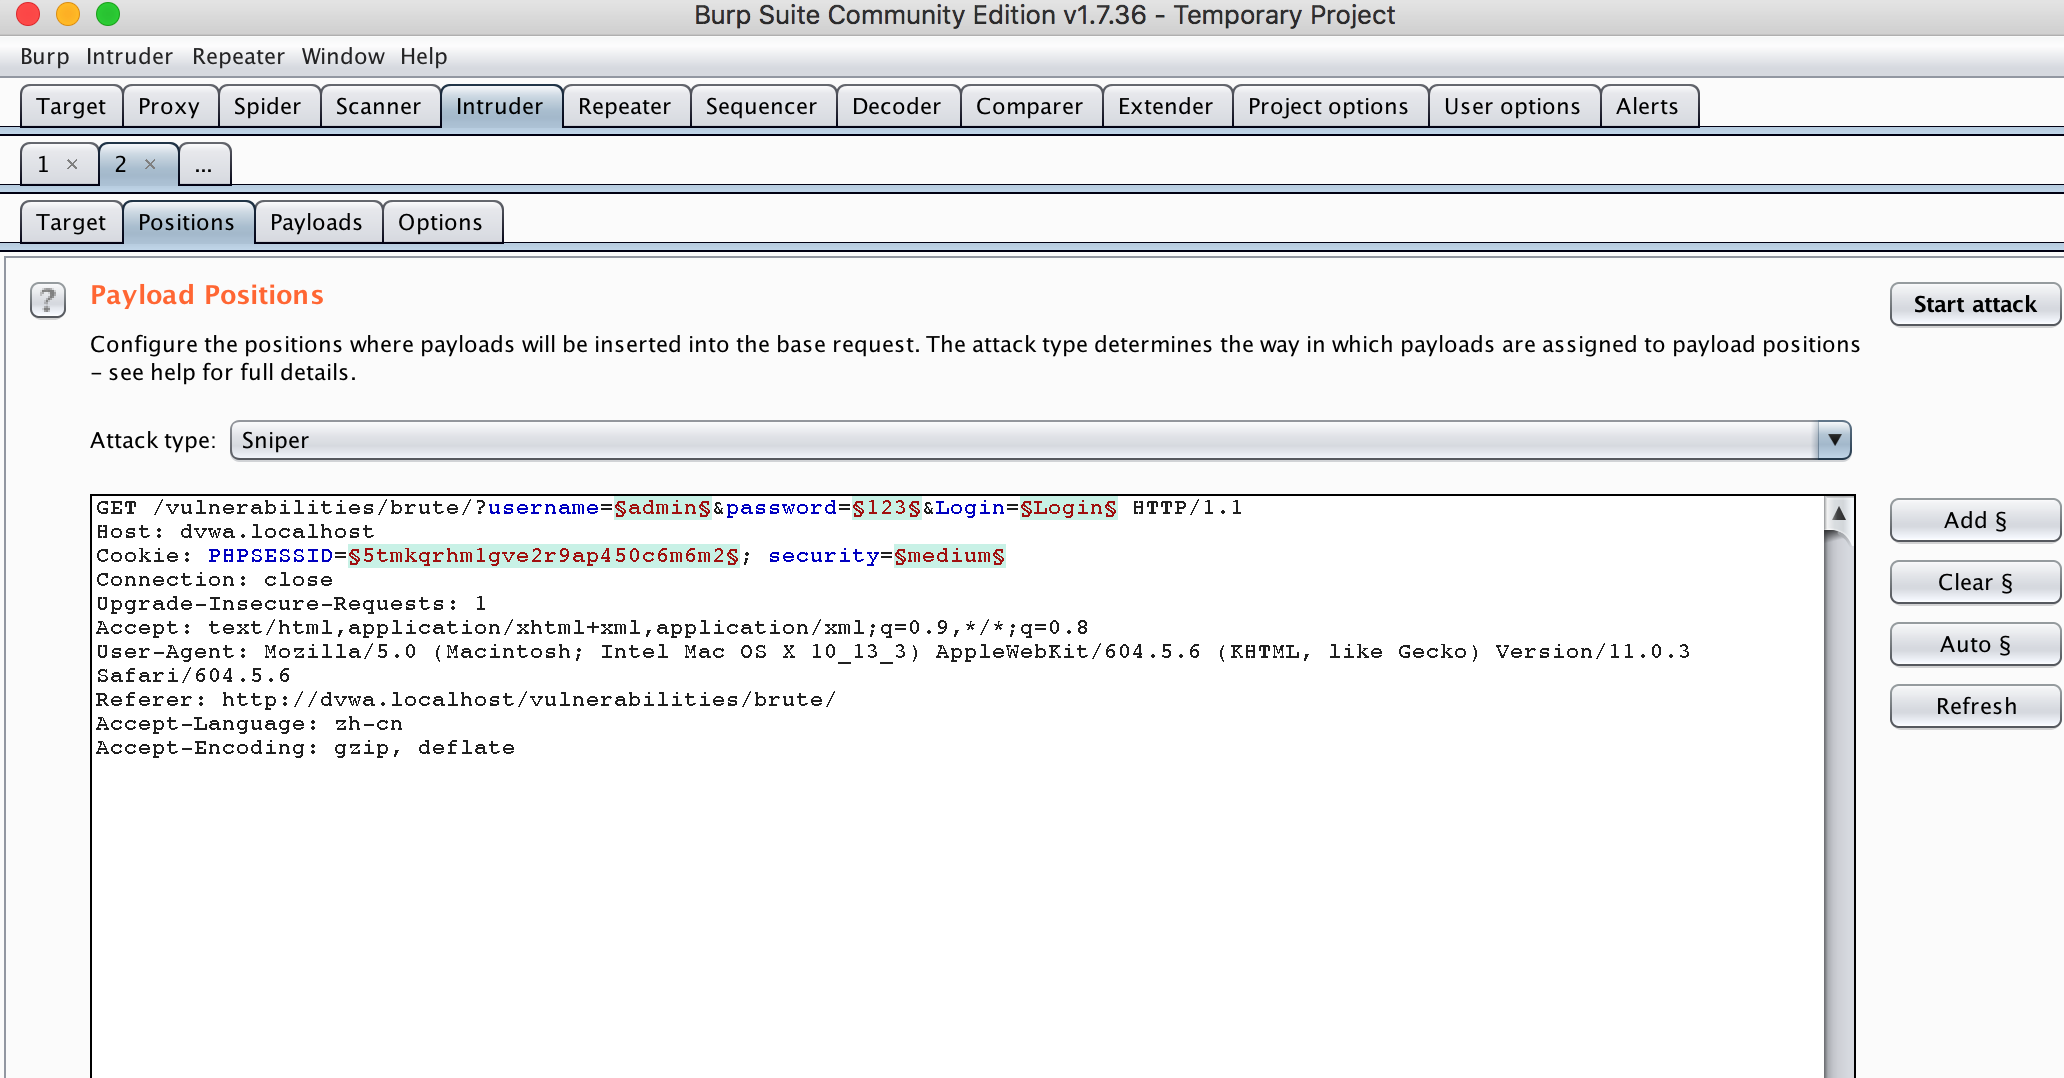 Burp Suite Community Edition v1.7.36 - Temporary Project
Burp Intruder Repeater Window Help
Target Proxy Spider Scanner Intruder Repeater Sequencer Decoder Comparer Extender Project options User options Alerts
1 × 2 × ...
Target Positions Payloads Options
? Payload Positions
Start attack
Configure the positions where payloads will be inserted into the base request. The attack type determines the way in which payloads are assigned to payload positions
– see help for full details.
Attack type: Sniper
GET /vulnerabilities/brute/?username=§admin§&password=§123§&Login=§Login§ HTTP/1.1
Host: dvwa.localhost
Cookie: PHPSESSID=§5tmkqrhm1gve2r9ap450c6m6m2§; security=§medium§
Connection: close
Upgrade-Insecure-Requests: 1
Accept: text/html,application/xhtml+xml,application/xml;q=0.9,*/*;q=0.8
User-Agent: Mozilla/5.0 (Macintosh; Intel Mac OS X 10_13_3) AppleWebKit/604.5.6 (KHTML, like Gecko) Version/11.0.3
Safari/604.5.6
Referer: http://dvwa.localhost/vulnerabilities/brute/
Accept-Language: zh-cn
Accept-Encoding: gzip, deflate
Add §
Clear §
Auto §
Refresh